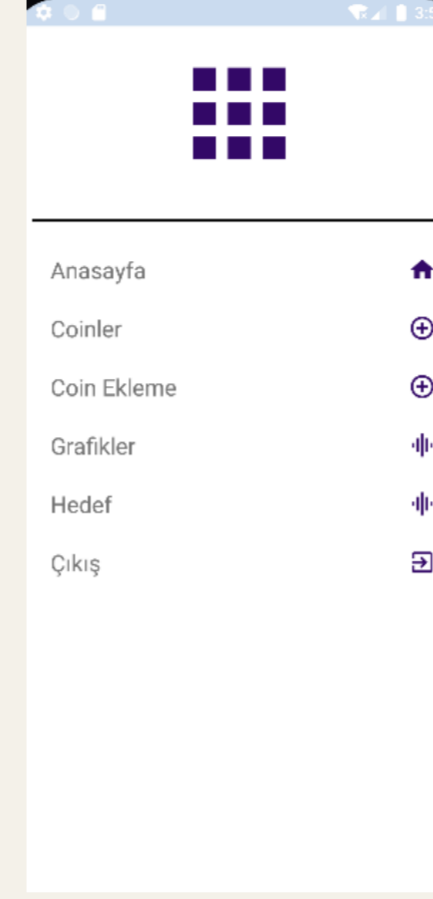 Anasayfa
Coinler
Coin Ekleme
Grafikler
Hedef
Çıkış